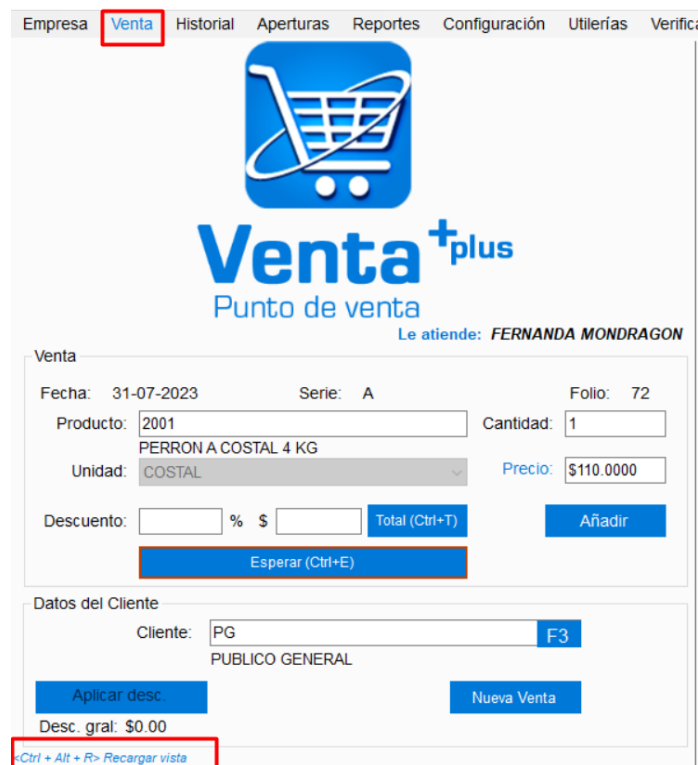 Empresa Venta Historial Aperturas Reportes Configuración Utilerías Verifica
Venta +plus
Punto de venta
Le atiende: FERNANDA MONDRAGON
Venta
Fecha: 31-07-2023 Serie: A Folio: 72
Producto: 2001 Cantidad: 1
PERRON A COSTAL 4 KG
Unidad: COSTAL Precio: $110.0000
Descuento: % $ Total (Ctrl+T) Añadir
Esperar (Ctrl+E)
Datos del Cliente
Cliente: PG F3
PUBLICO GENERAL
Aplicar desc. Nueva Venta
Desc. gral: $0.00
<Ctrl + Alt + R> Recargar vista